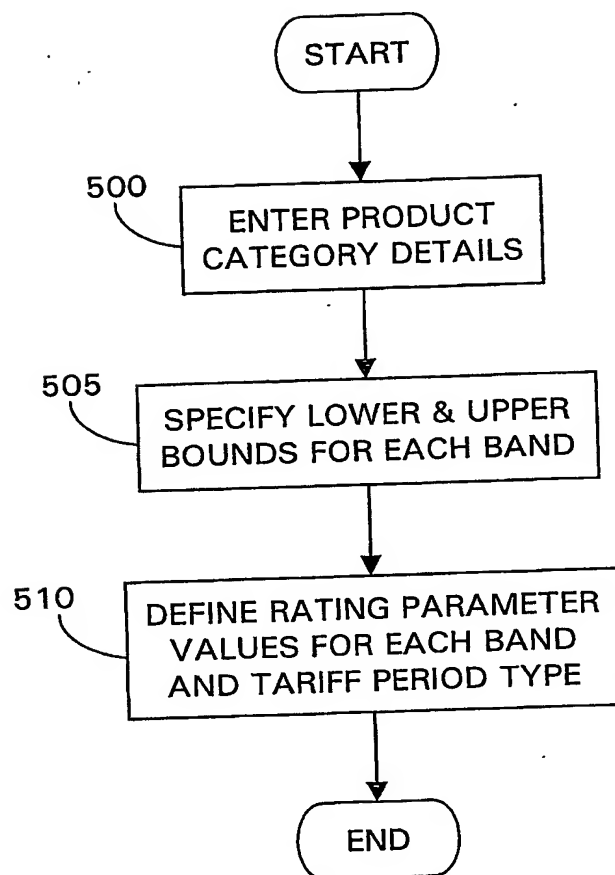 START
500
ENTER PRODUCT
CATEGORY DETAILS
505
SPECIFY LOWER & UPPER
BOUNDS FOR EACH BAND
510
DEFINE RATING PARAMETER
VALUES FOR EACH BAND
AND TARIFF PERIOD TYPE
END